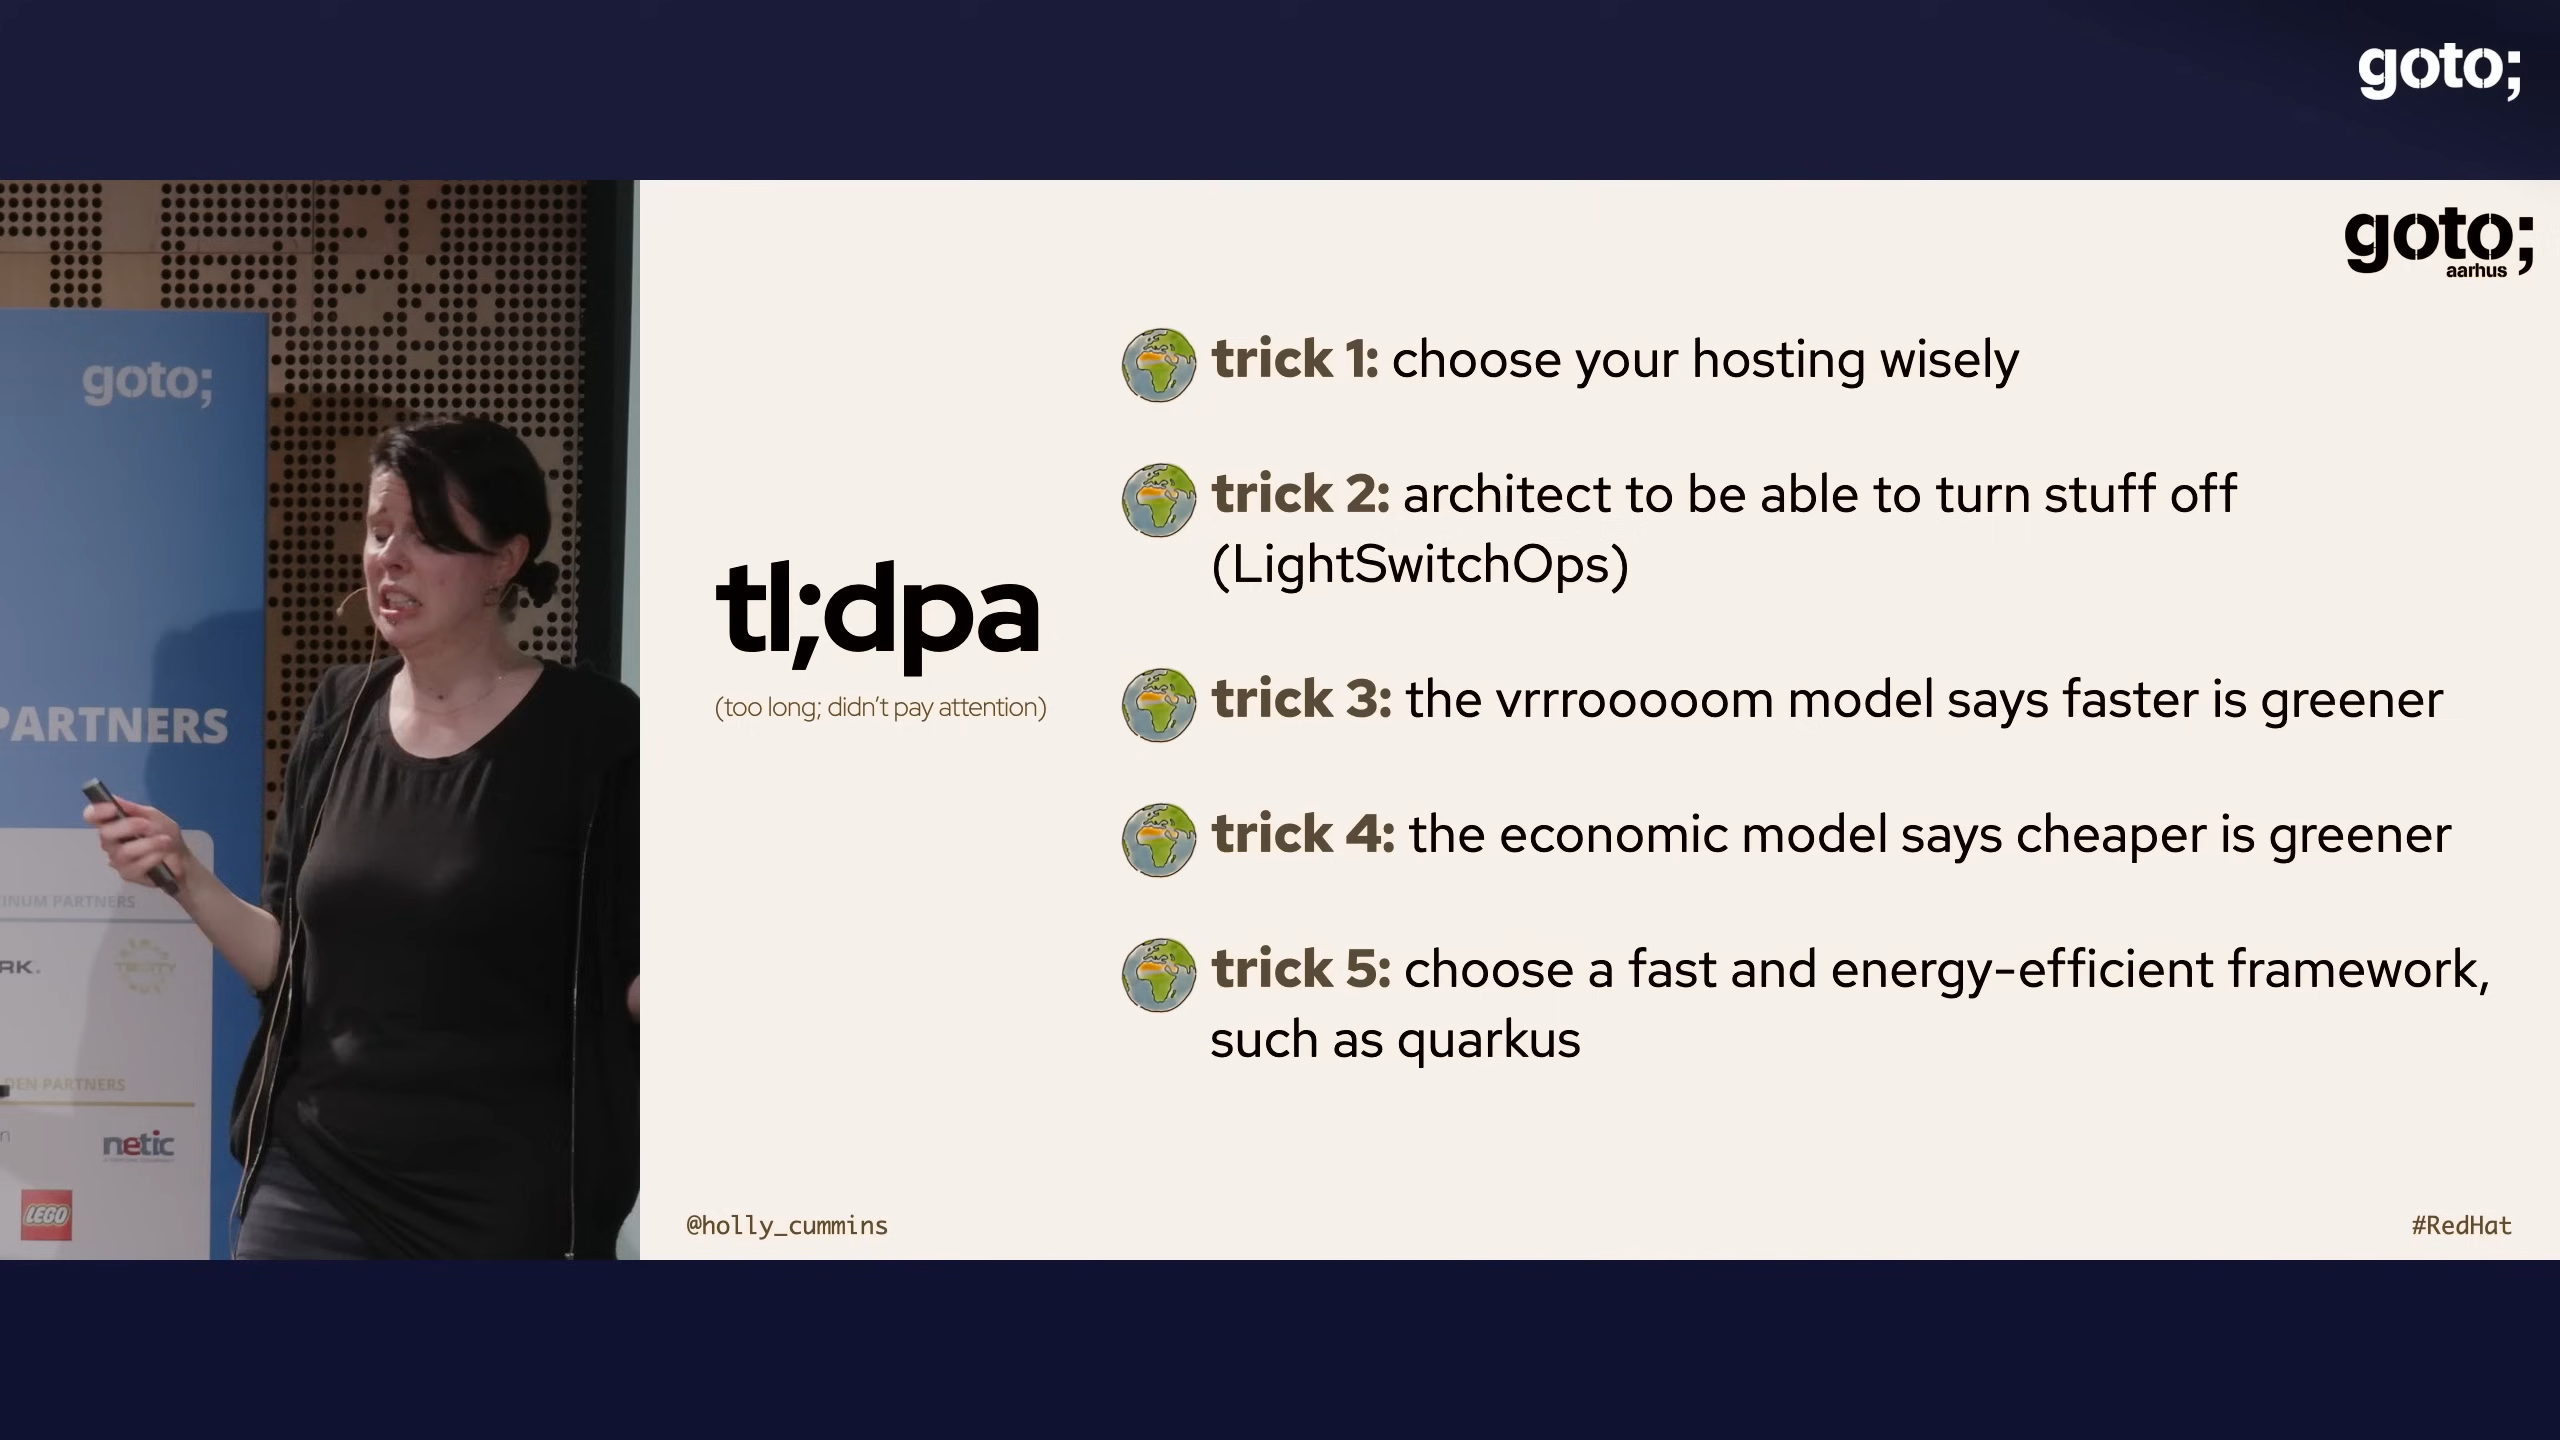 goto;
goto;
aarhus
goto;
PARTNERS
PARTNERS
netic
LEGO
PARTNERS
tl;dpa
(too long; didn't pay attention)
trick 1: choose your hosting wisely
trick 2: architect to be able to turn stuff off
(LightSwitchOps)
trick 3: the vrrrooooom model says faster is greener
trick 4: the economic model says cheaper is greener
trick 5: choose a fast and energy-efficient framework,
such as quarkus
@holly_cummins
#RedHat